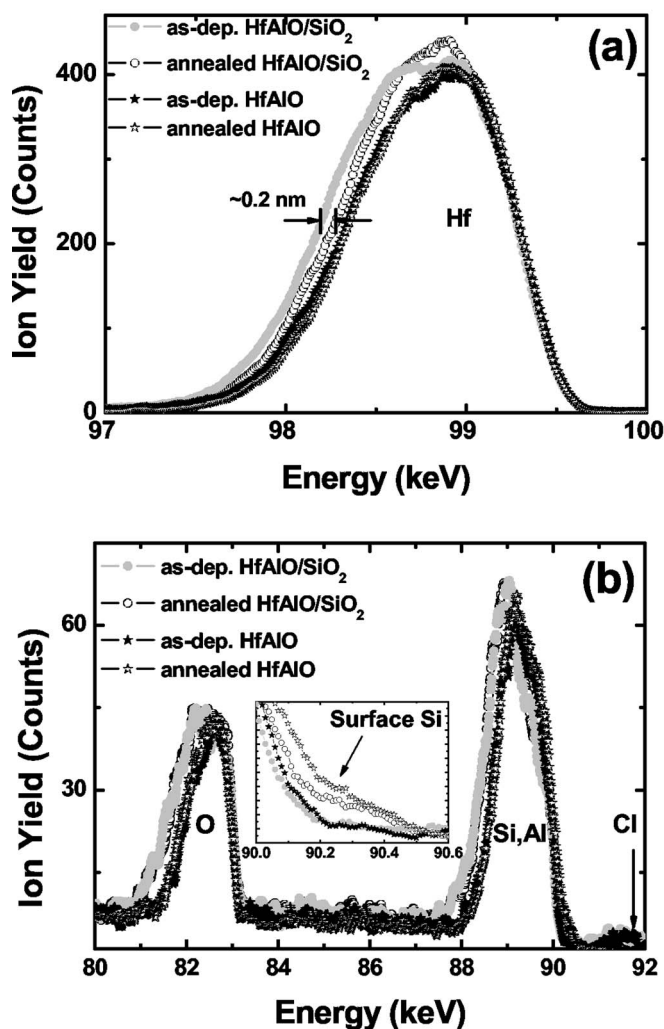 as-dep. HfAlO/SiO₂
annealed HfAlO/SiO₂
as-dep. HfAlO
annealed HfAlO
(a)
~0.2 nm
Hf
Ion Yield (Counts)
400
200
0
97 98 99 100
Energy (keV)
as-dep. HfAlO/SiO₂
annealed HfAlO/SiO₂
as-dep. HfAlO
annealed HfAlO
(b)
Surface Si
90.0 90.2 90.4 90.6
O
Si,Al
Cl
Ion Yield (Counts)
60
30
80 82 84 86 88 90 92
Energy (keV)